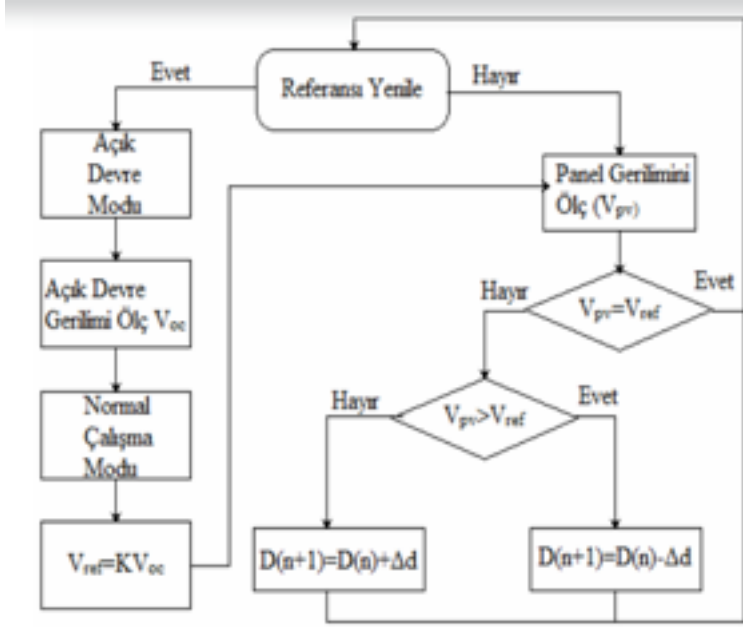 Evet
Referansı Yenile
Hayır
Açık
Devre
Modu
Panel Gerilimini
Ölç (Vpv)
Açık Devre
Gerilimi Ölç Voc
Hayır
Vpv=Vref
Evet
Normal
Çalışma
Modu
Hayır
Vpv>Vref
Evet
Vref=KVoc
D(n+1)=D(n)+Δd
D(n+1)=D(n)-Δd